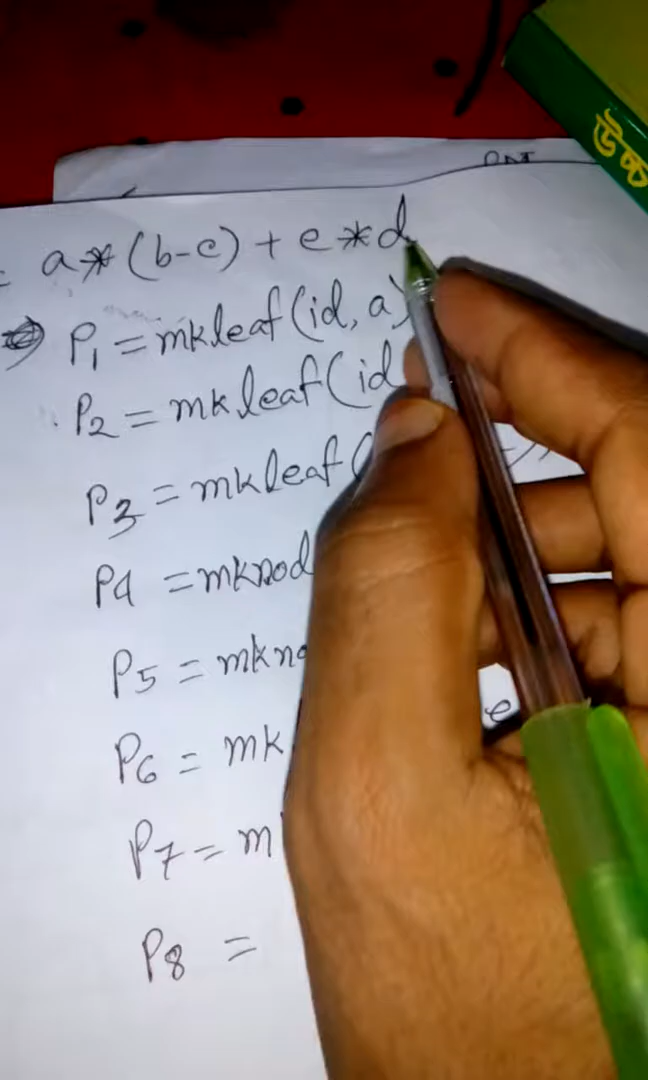 a*(b-c) + e*d
P1 = mkleaf(id, a)
P2 = mkleaf(id
P3 = mkleaf(
P4 = mknod
P5 = mkno
e
P6 = mk
P7 = m
P8 =